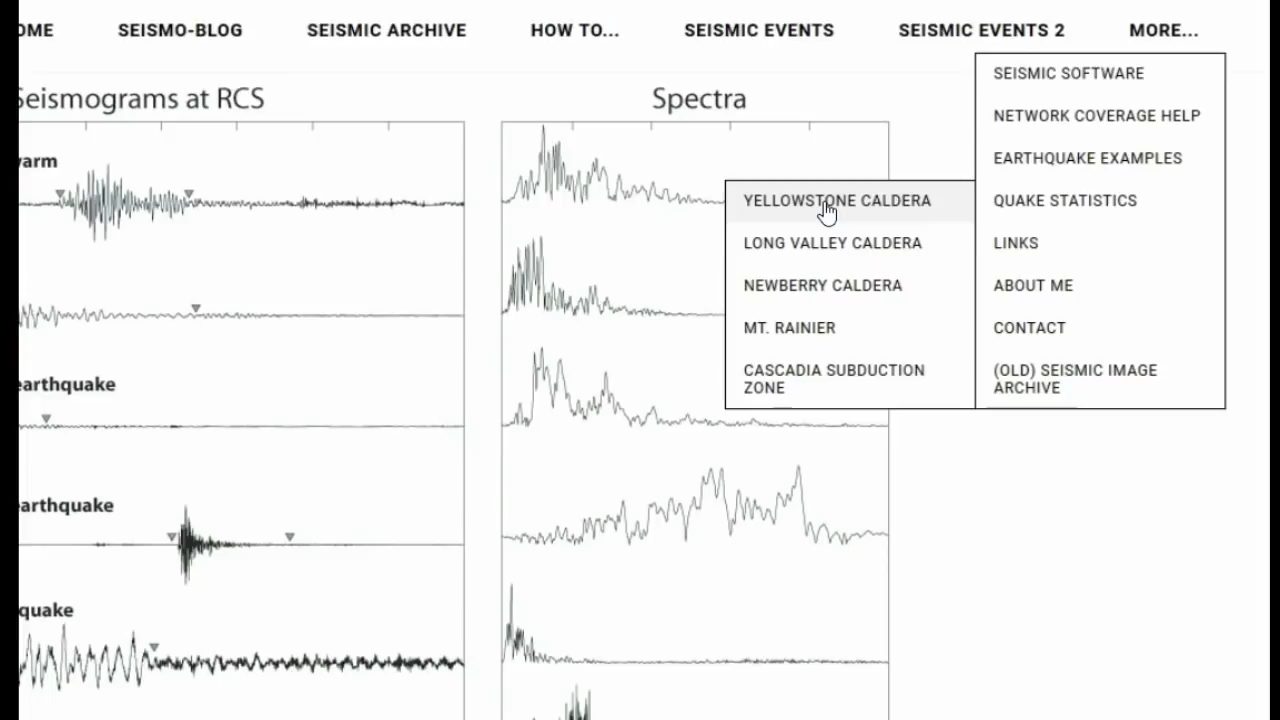 OME SEISMO-BLOG SEISMIC ARCHIVE HOW TO... SEISMIC EVENTS SEISMIC EVENTS 2 MORE...
Seismograms at RCS
Spectra
warm
earthquake
earthquake
quake
YELLOWSTONE CALDERA
LONG VALLEY CALDERA
NEWBERRY CALDERA
MT. RAINIER
CASCADIA SUBDUCTION
ZONE
SEISMIC SOFTWARE
NETWORK COVERAGE HELP
EARTHQUAKE EXAMPLES
QUAKE STATISTICS
LINKS
ABOUT ME
CONTACT
(OLD) SEISMIC IMAGE
ARCHIVE